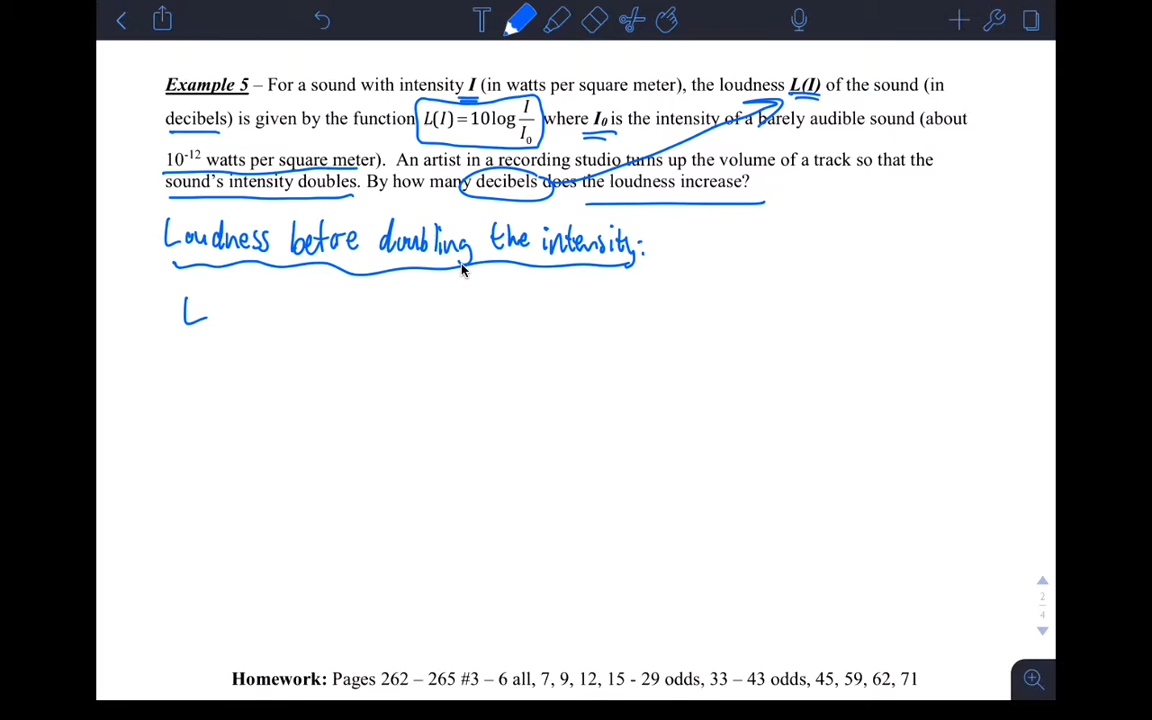 Example 5 – For a sound with intensity I (in watts per square meter), the loudness L(I) of the sound (in
decibels) is given by the function L(I) = 10log I/I₀ where I₀ is the intensity of a barely audible sound (about
10⁻¹² watts per square meter). An artist in a recording studio turns up the volume of a track so that the
sound's intensity doubles. By how many decibels does the loudness increase?
Loudness before doubling the intensity:
L
2
4
Homework: Pages 262 – 265 #3 – 6 all, 7, 9, 12, 15 - 29 odds, 33 – 43 odds, 45, 59, 62, 71